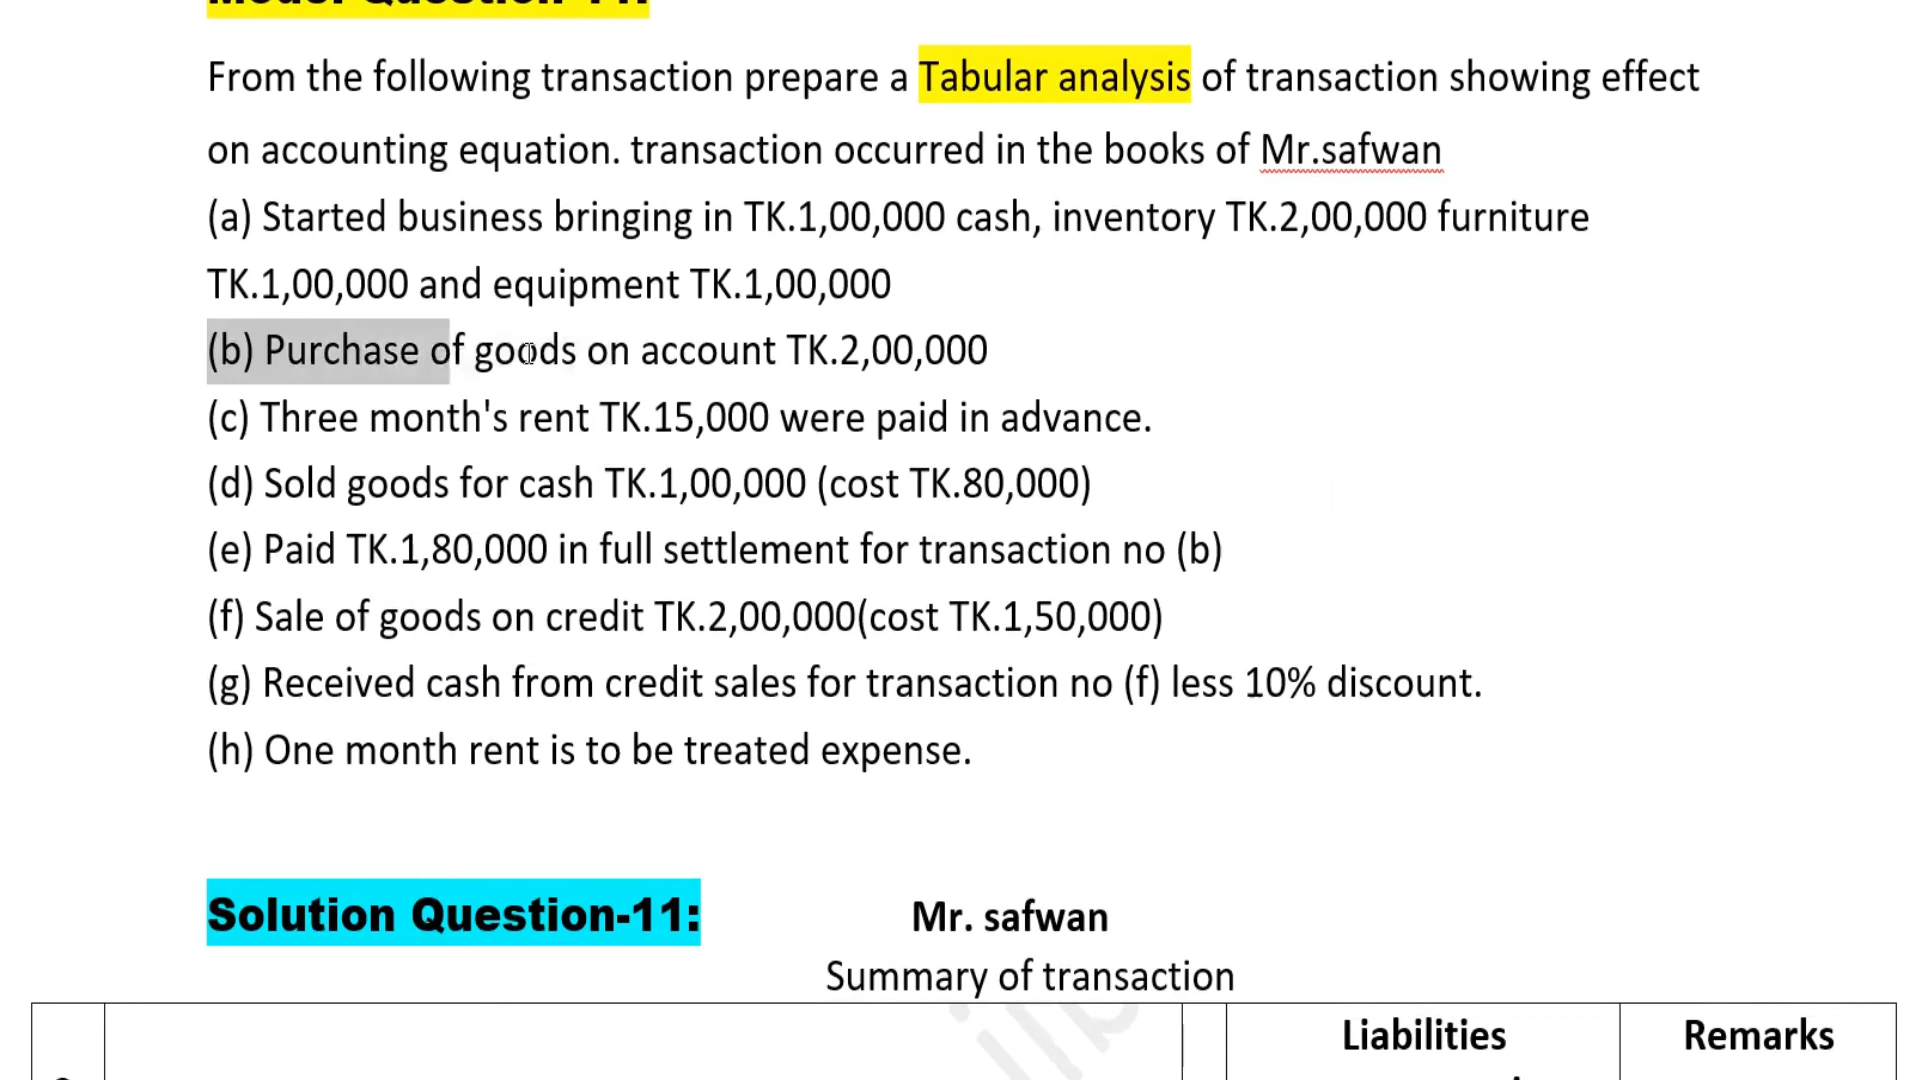 Model Question-11:
From the following transaction prepare a Tabular analysis of transaction showing effect
on accounting equation. transaction occurred in the books of Mr.safwan
(a) Started business bringing in TK.1,00,000 cash, inventory TK.2,00,000 furniture
TK.1,00,000 and equipment TK.1,00,000
(b) Purchase of goods on account TK.2,00,000
(c) Three month's rent TK.15,000 were paid in advance.
(d) Sold goods for cash TK.1,00,000 (cost TK.80,000)
(e) Paid TK.1,80,000 in full settlement for transaction no (b)
(f) Sale of goods on credit TK.2,00,000(cost TK.1,50,000)
(g) Received cash from credit sales for transaction no (f) less 10% discount.
(h) One month rent is to be treated expense.
Solution Question-11:
Mr. safwan
Summary of transaction
Liabilities
Remarks